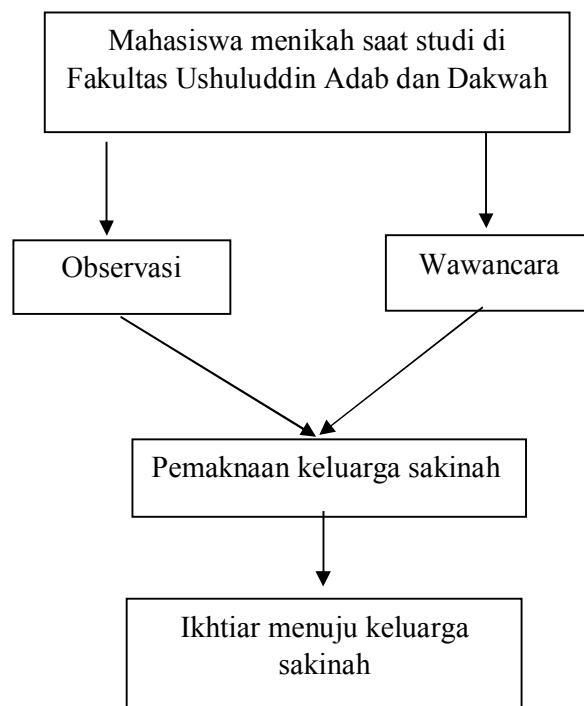 Mahasiswa menikah saat studi di
Fakultas Ushuluddin Adab dan Dakwah
Observasi
Wawancara
Pemaknaan keluarga sakinah
Ikhtiar menuju keluarga
sakinah